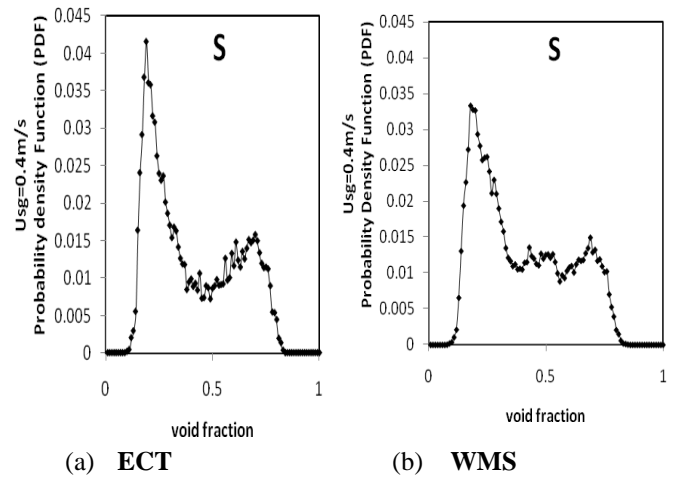 0.045
0.04
0.035
0.03
0.025
0.02
0.015
0.01
0.005
0
S
Usg=0.4m/s
Probability density Function (PDF)
0
0.5
1
void fraction
(a) ECT
0.045
0.04
0.035
0.03
0.025
0.02
0.015
0.01
0.005
0
S
Usg=0.4m/s
Probability Density Function (PDF)
0
0.5
1
void fraction
(b) WMS